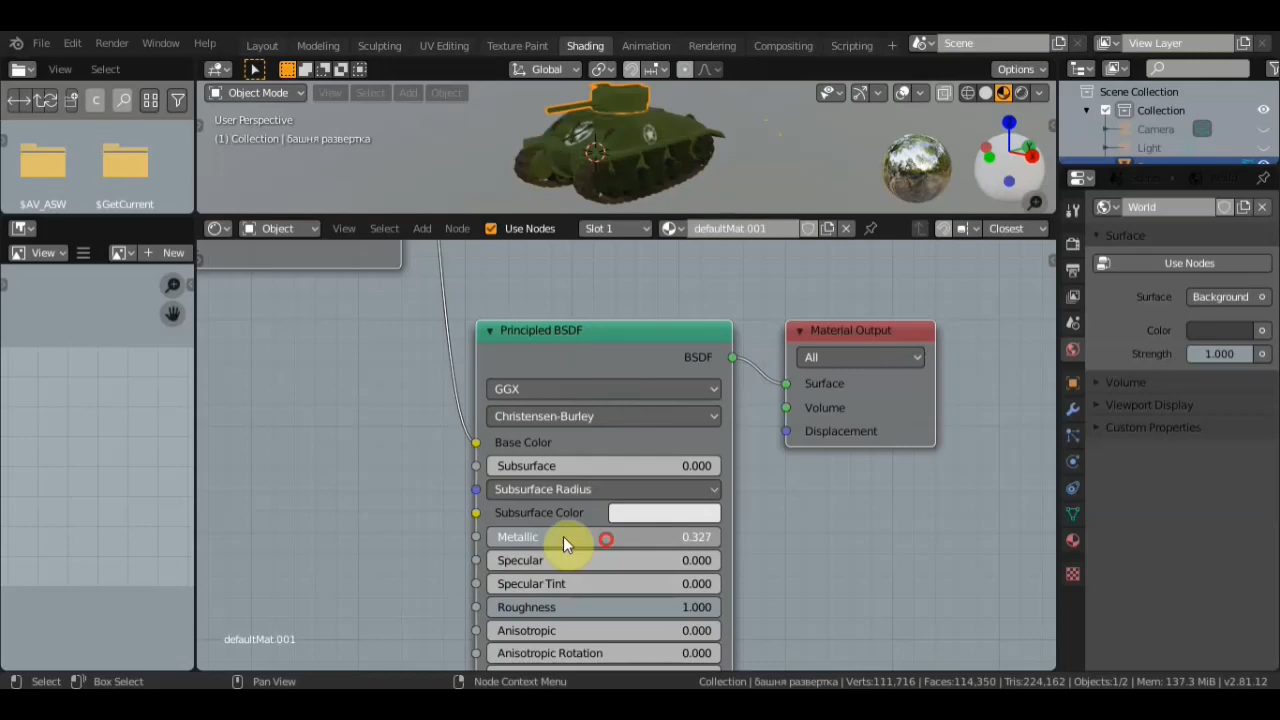 File Edit Render Window Help Layout Modeling Sculpting UV Editing Texture Paint Shading Animation Rendering Compositing Scripting + Scene View Layer
View Select Global Options
Object Mode View Select Add Object
Scene Collection
User Perspective
Collection
(1) Collection | башня развертка
Camera
Light
$AV_ASW $GetCurrent
World
Object View Select Add Node Use Nodes Slot 1 defaultMat.001 Closest
Surface
View New
Use Nodes
Surface Background
Color
Strength 1.000
Volume
Viewport Display
Custom Properties
Principled BSDF
BSDF
GGX
Christensen-Burley
Base Color
Subsurface 0.000
Subsurface Radius
Subsurface Color
Metallic 0.327
Specular 0.000
Specular Tint 0.000
Roughness 1.000
Anisotropic 0.000
Anisotropic Rotation 0.000
Material Output
All
Surface
Volume
Displacement
defaultMat.001
Select Box Select Pan View Node Context Menu Collection | башня развертка | Verts:111,716 | Faces:114,350 | Tris:224,162 | Objects:1/2 | Mem: 137.3 MiB | v2.81.12